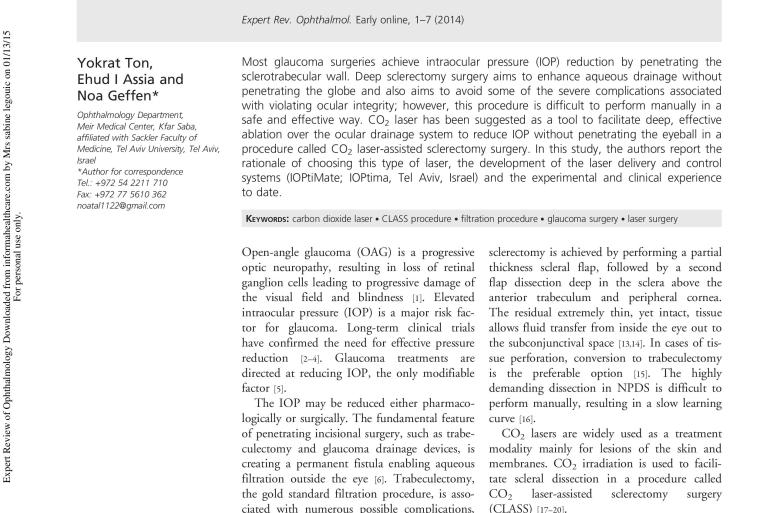 Expert Rev. Ophthalmol. Early online, 1–7 (2014)
Yokrat Ton,
Ehud I Assia and
Noa Geffen*
Ophthalmology Department,
Meir Medical Center, Kfar Saba,
affiliated with Sackler Faculty of
Medicine, Tel Aviv University, Tel Aviv,
Israel
*Author for correspondence
Tel.: +972 54 2211 710
Fax: +972 77 5610 362
noatal1122@gmail.com
Most glaucoma surgeries achieve intraocular pressure (IOP) reduction by penetrating the
sclerotrabecular wall. Deep sclerectomy surgery aims to enhance aqueous drainage without
penetrating the globe and also aims to avoid some of the severe complications associated
with violating ocular integrity; however, this procedure is difficult to perform manually in a
safe and effective way. CO2 laser has been suggested as a tool to facilitate deep, effective
ablation over the ocular drainage system to reduce IOP without penetrating the eyeball in a
procedure called CO2 laser-assisted sclerectomy surgery. In this study, the authors report the
rationale of choosing this type of laser, the development of the laser delivery and control
systems (IOPtiMate; IOPtima, Tel Aviv, Israel) and the experimental and clinical experience
to date.
KEYWORDS: carbon dioxide laser • CLASS procedure • filtration procedure • glaucoma surgery • laser surgery
Open-angle glaucoma (OAG) is a progressive
optic neuropathy, resulting in loss of retinal
ganglion cells leading to progressive damage of
the visual field and blindness [1]. Elevated
intraocular pressure (IOP) is a major risk fac-
tor for glaucoma. Long-term clinical trials
have confirmed the need for effective pressure
reduction [2–4]. Glaucoma treatments are
directed at reducing IOP, the only modifiable
factor [5].
The IOP may be reduced either pharmaco-
logically or surgically. The fundamental feature
of penetrating incisional surgery, such as trabe-
culectomy and glaucoma drainage devices, is
creating a permanent fistula enabling aqueous
filtration outside the eye [6]. Trabeculectomy,
the gold standard filtration procedure, is asso-
ciated with numerous possible complications,
sclerectomy is achieved by performing a partial
thickness scleral flap, followed by a second
flap dissection deep in the sclera above the
anterior trabeculum and peripheral cornea.
The residual extremely thin, yet intact, tissue
allows fluid transfer from inside the eye out to
the subconjunctival space [13,14]. In cases of tis-
sue perforation, conversion to trabeculectomy
is the preferable option [15]. The highly
demanding dissection in NPDS is difficult to
perform manually, resulting in a slow learning
curve [16].
CO2 lasers are widely used as a treatment
modality mainly for lesions of the skin and
membranes. CO2 irradiation is used to facili-
tate scleral dissection in a procedure called
CO2 laser-assisted sclerectomy surgery
(CLASS) [17–20].
Expert Review of Ophthalmology Downloaded from informahealthcare.com by Mrs sahine legonic on 01/13/15
For personal use only.